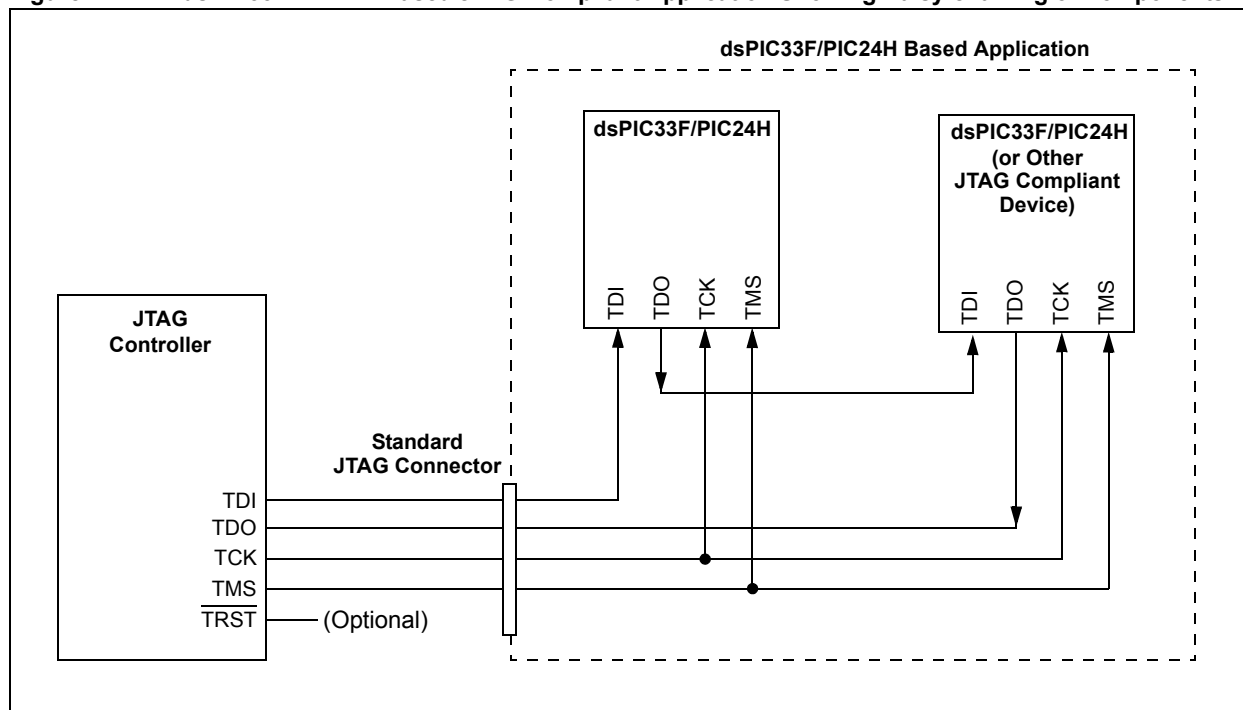 dsPIC33F/PIC24H Based Application
dsPIC33F/PIC24H
TDI
TDO
TCK
TMS
dsPIC33F/PIC24H
(or Other
JTAG Compliant
Device)
TDI
TDO
TCK
TMS
JTAG
Controller
Standard
JTAG Connector
TDI
TDO
TCK
TMS
TRST
(Optional)